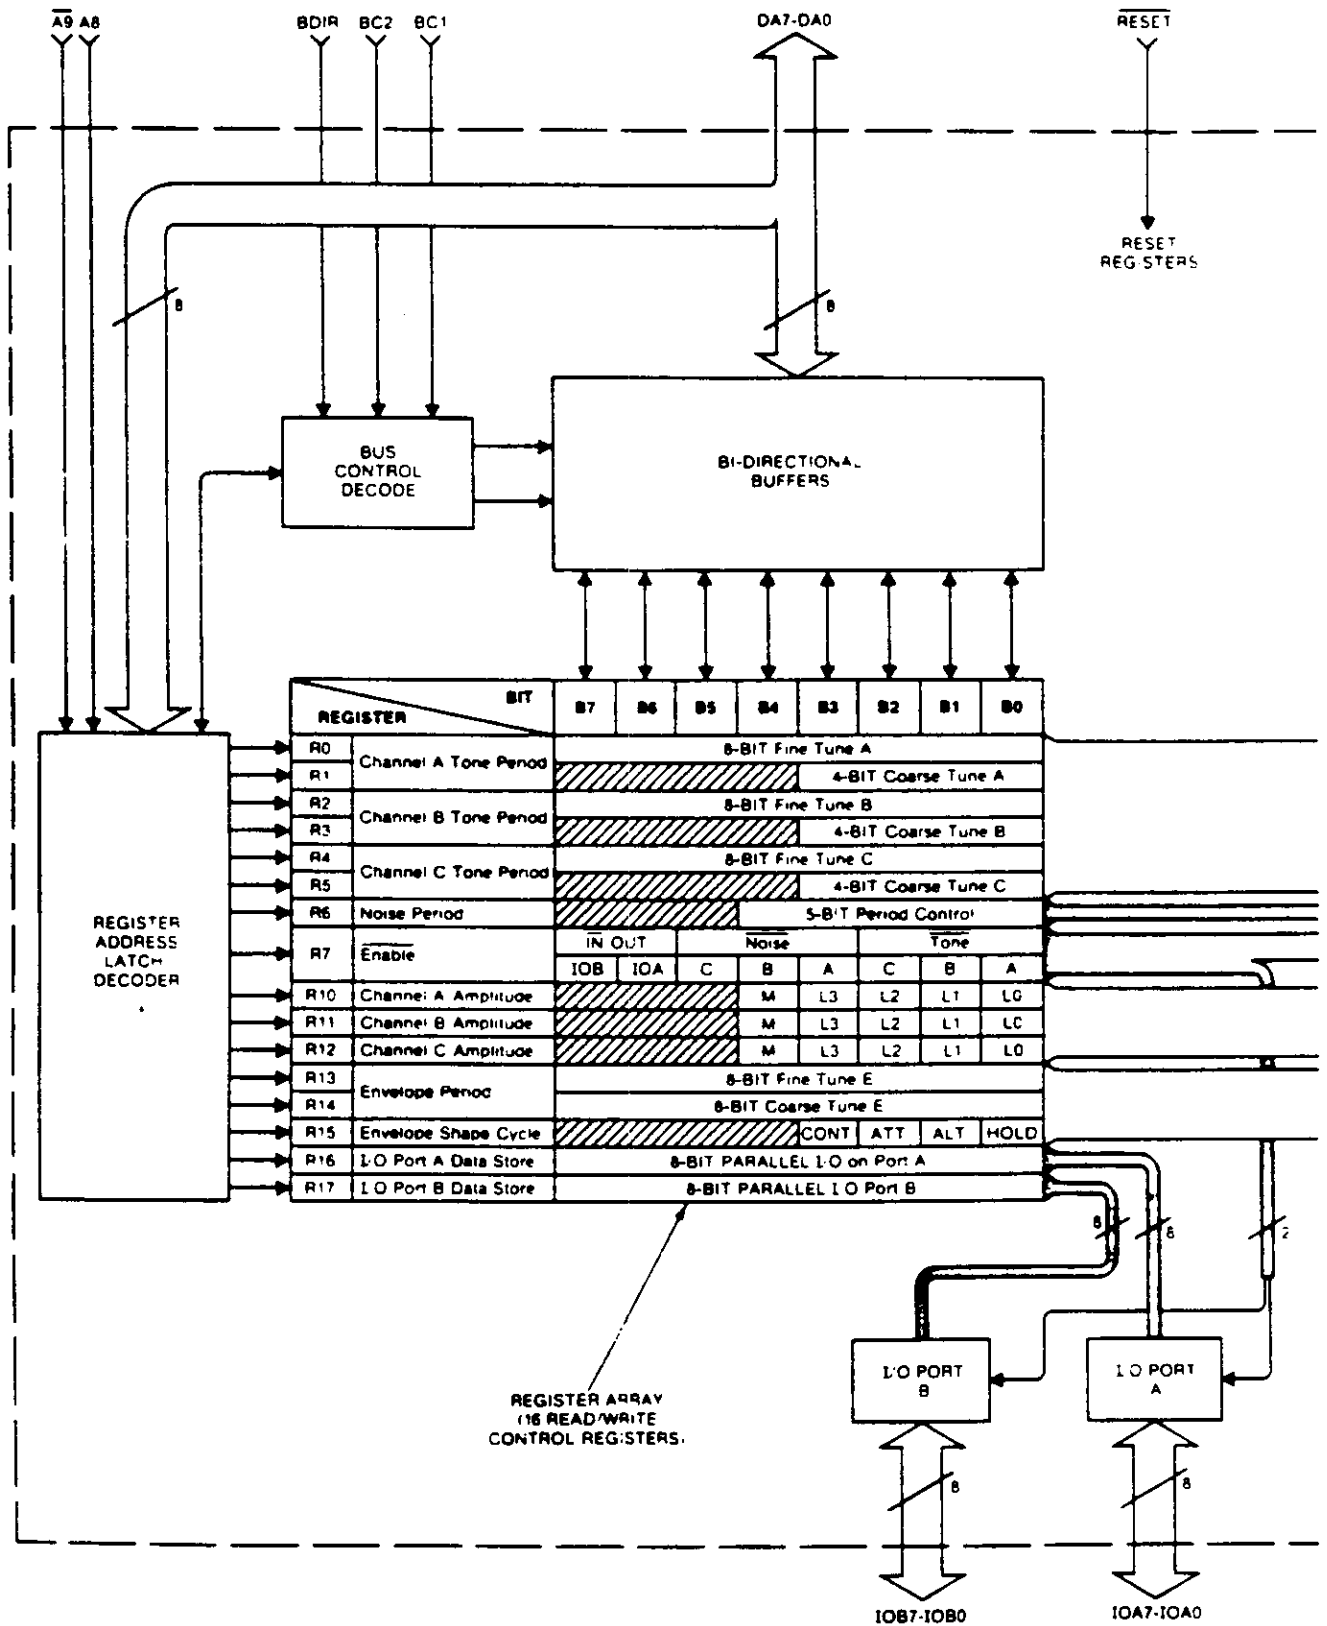 A9 A8 BDIR BC2 BC1 DA7-DA0 RESET
RESET
REGISTERS
8 8
BUS
CONTROL
DECODE
BI-DIRECTIONAL
BUFFERS
BIT
REGISTER
B7 B6 B5 B4 B3 B2 B1 B0
R0 Channel A Tone Period 8-BIT Fine Tune A
R1 4-BIT Coarse Tune A
R2 Channel B Tone Period 8-BIT Fine Tune B
R3 4-BIT Coarse Tune B
R4 Channel C Tone Period 8-BIT Fine Tune C
R5 4-BIT Coarse Tune C
R6 Noise Period 5-BIT Period Control
R7 Enable IN OUT Noise Tone
IOB IOA C B A C B A
R10 Channel A Amplitude M L3 L2 L1 L0
R11 Channel B Amplitude M L3 L2 L1 L0
R12 Channel C Amplitude M L3 L2 L1 L0
R13 Envelope Period 8-BIT Fine Tune E
R14 8-BIT Coarse Tune E
R15 Envelope Shape Cycle CONT ATT ALT HOLD
R16 I/O Port A Data Store 8-BIT PARALLEL I/O on Port A
R17 I/O Port B Data Store 8-BIT PARALLEL I/O Port B
REGISTER
ADDRESS
LATCH
DECODER
8 8 2
I/O PORT
B
I/O PORT
A
REGISTER ARRAY
(16 READ/WRITE
CONTROL REGISTERS)
8 8
IOB7-IOB0 IOA7-IOA0